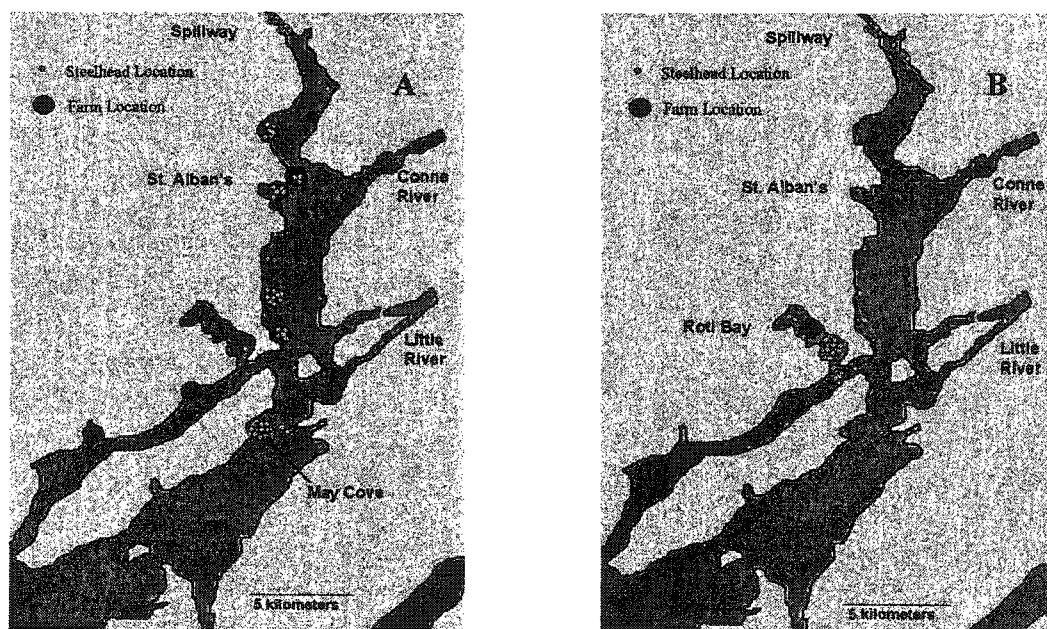 Spillway
Steelhead Location
A
Farm Location
St. Alban's
Conne
River
Little
River
May Cove
5 kilometers
Spillway
Steelhead Location
B
Farm Location
St. Alban's
Conne
River
Roti Bay
Little
River
5 kilometers